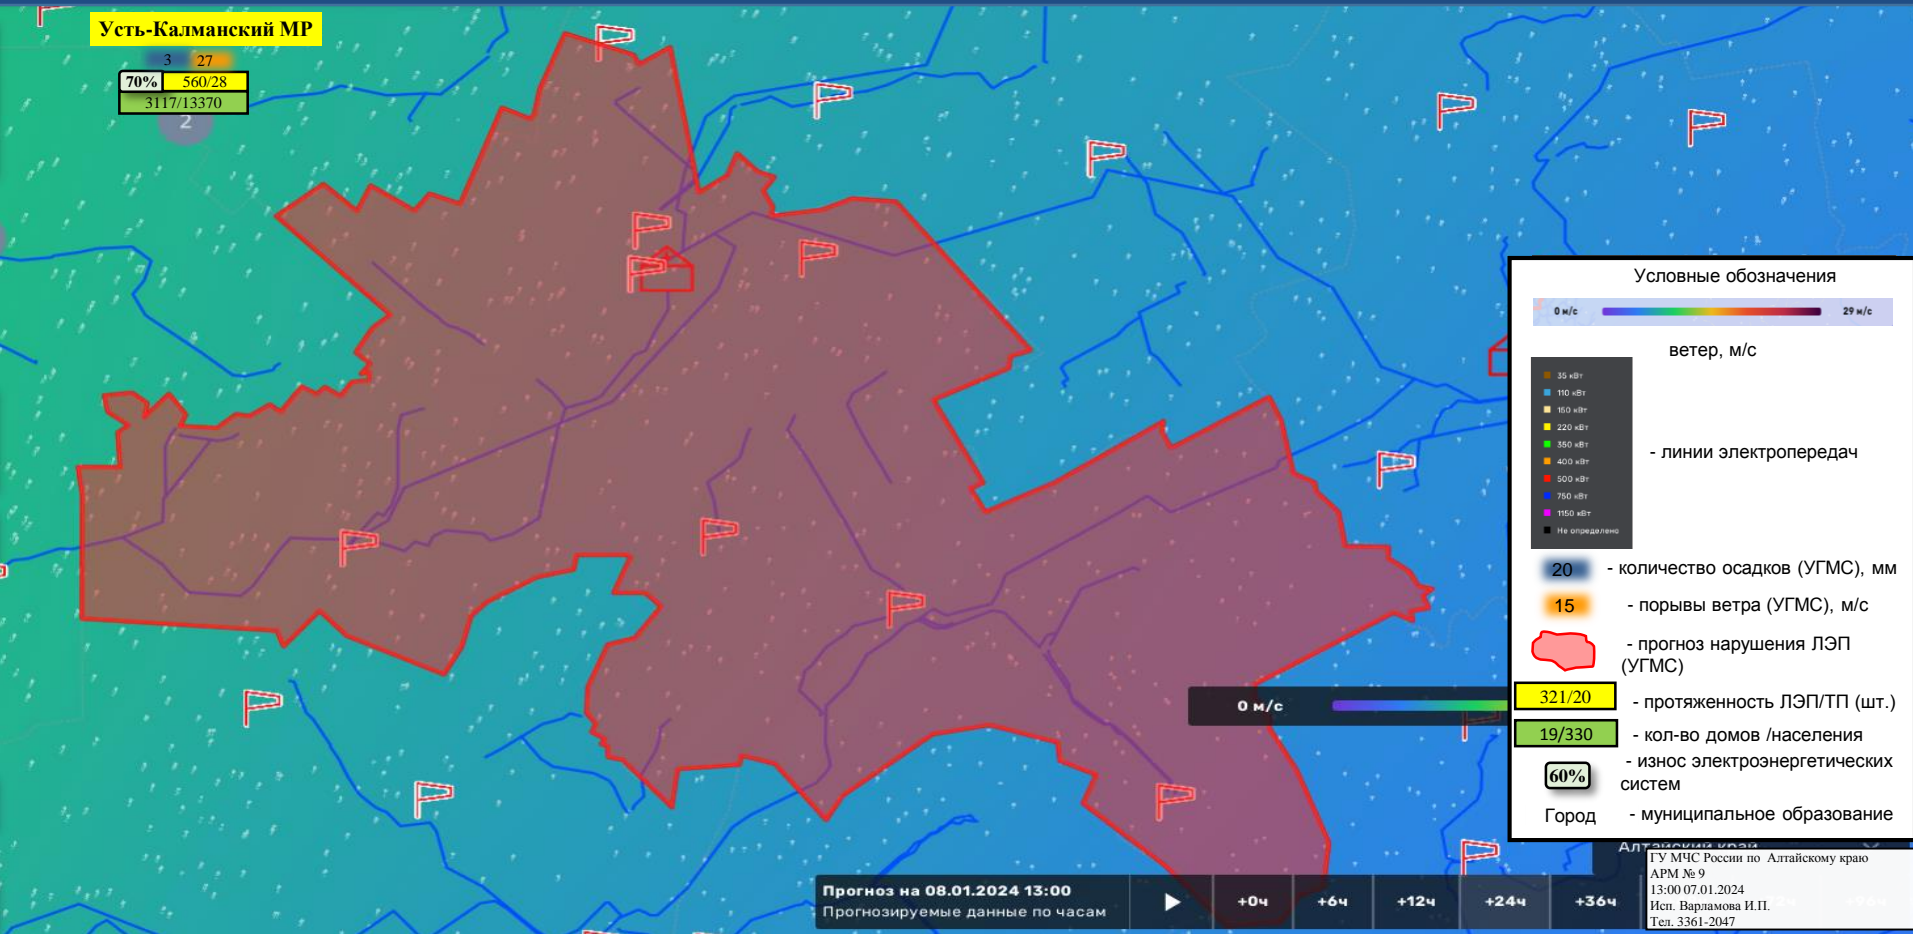 Усть-Калманский МР
3 27
70% 560/28
3117/13370
2
Условные обозначения
0 м/с 29 м/с
ветер, м/с
35 кВт
110 кВт
150 кВт
220 кВт
350 кВт
400 кВт
500 кВт
750 кВт
1150 кВт
Не определено
- линии электропередач
20 - количество осадков (УГМС), мм
15 - порывы ветра (УГМС), м/с
- прогноз нарушения ЛЭП
(УГМС)
321/20 - протяженность ЛЭП/ТП (шт.)
19/330 - кол-во домов /населения
60% - износ электроэнергетических
систем
Город - муниципальное образование
0 м/с
Алтайский край
Прогноз на 08.01.2024 13:00
Прогнозируемые данные по часам
+0ч +6ч +12ч +24ч +36ч
ГУ МЧС России по Алтайскому краю
АРМ № 9
13:00 07.01.2024
Исп. Варламова И.П.
Тел. 3361-2047